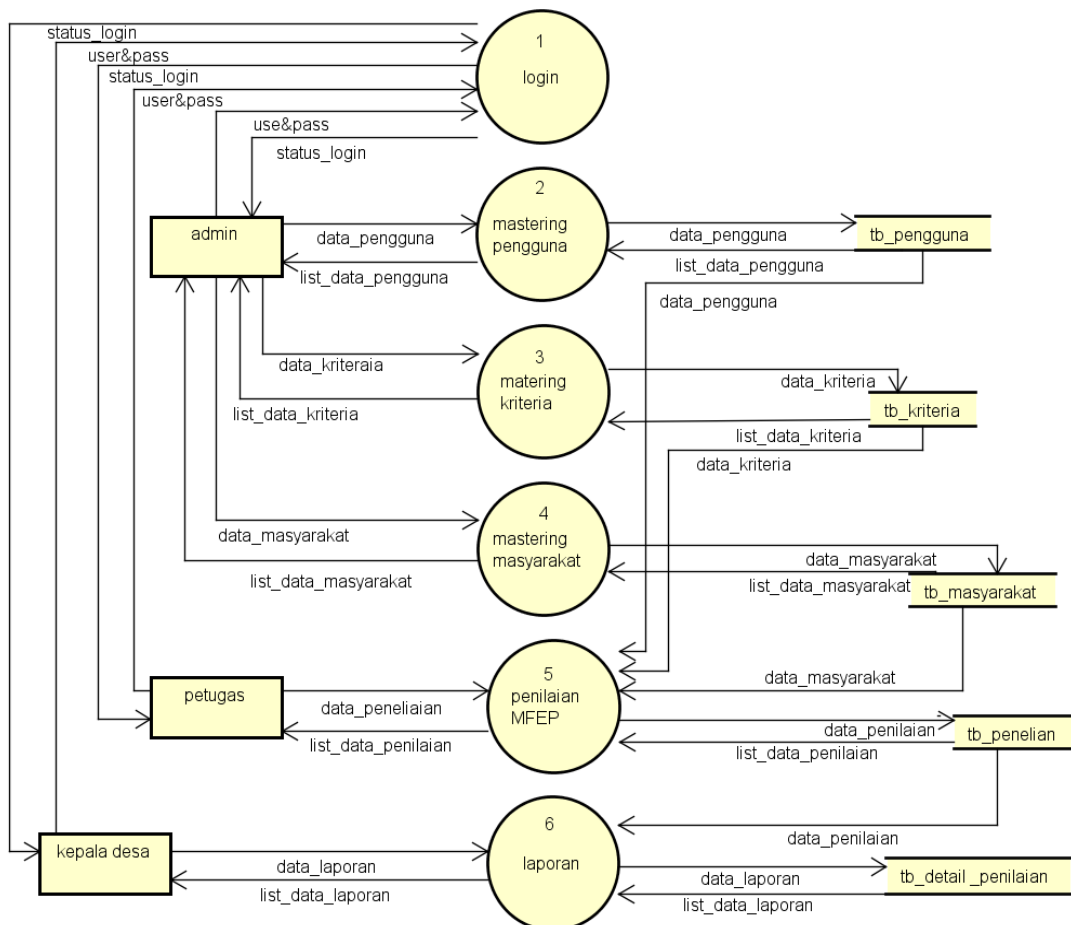 1
login
status_login
user&pass
status_login
user&pass
use&pass
status_login
2
mastering
pengguna
admin
data_pengguna
list_data_pengguna
data_pengguna
list_data_pengguna
tb_pengguna
data_pengguna
3
matering
kriteria
data_kriteraia
list_data_kriteria
data_kriteria
tb_kriteria
list_data_kriteria
data_kriteria
4
mastering
masyarakat
data_masyarakat
list_data_masyarakat
data_masyarakat
list_data_masyarakat
tb_masyarakat
data_masyarakat
5
penilaian
MFEP
petugas
data_peneliaian
list_data_penilaian
data_penilaian
list_data_penilaian
tb_penelian
data_penilaian
6
laporan
kepala desa
data_laporan
list_data_laporan
data_laporan
list_data_laporan
tb_detail _penilaian